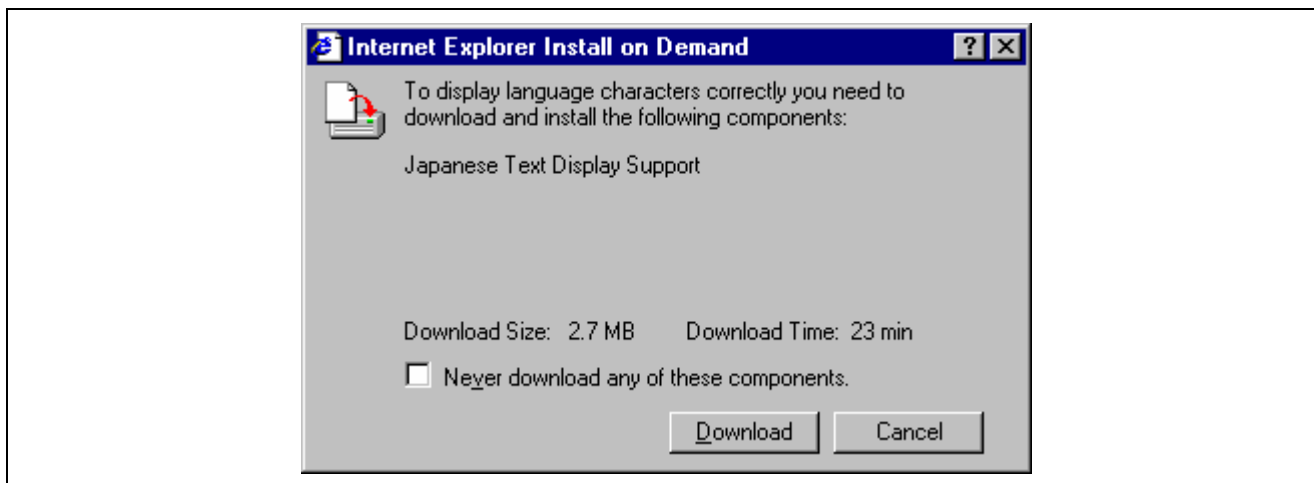 Internet Explorer Install on Demand
To display language characters correctly you need to
download and install the following components:
Japanese Text Display Support
Download Size: 2.7 MB Download Time: 23 min
Never download any of these components.
Download Cancel